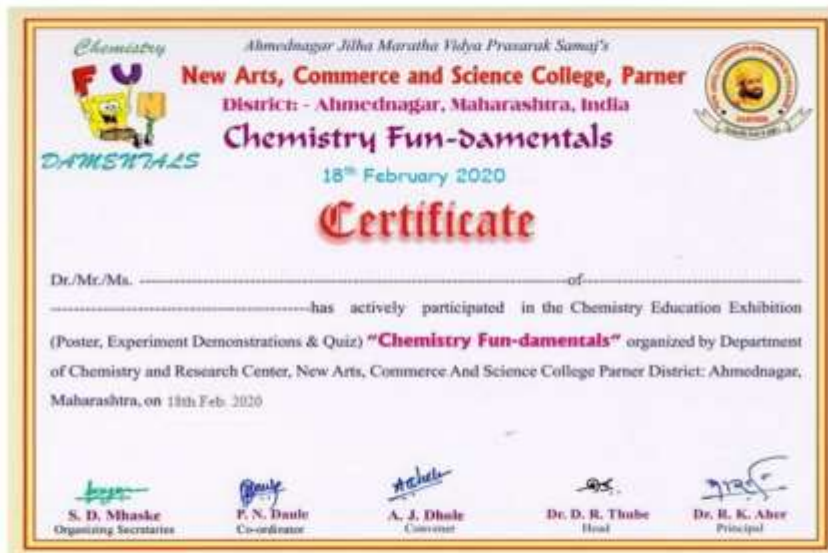 Chemistry
FUN
DAMENTALS
Ahmednagar Jilha Maratha Vidya Prasarak Samaj's
New Arts, Commerce and Science College, Parner
District: - Ahmednagar, Maharashtra, India
Chemistry Fun-damentals
18th February 2020
Certificate
Dr./Mr./Ms. ---of---
---has actively participated in the Chemistry Education Exhibition
(Poster, Experiment Demonstrations & Quiz) "Chemistry Fun-damentals" organized by Department
of Chemistry and Research Center, New Arts, Commerce And Science College Parner District: Ahmednagar,
Maharashtra, on 18th Feb. 2020
S. D. Mhaske
Organizing Secretaries
P. N. Daule
Co-ordinator
A. J. Dhole
Convener
Dr. D. R. Thube
Head
Dr. R. K. Aher
Principal